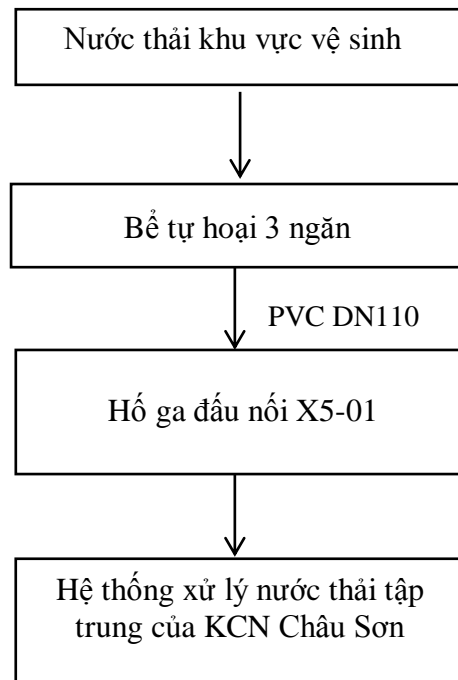 Nước thải khu vực vệ sinh
Bể tự hoại 3 ngăn
PVC DN110
Hố ga đấu nối X5-01
Hệ thống xử lý nước thải tập
trung của KCN Châu Sơn